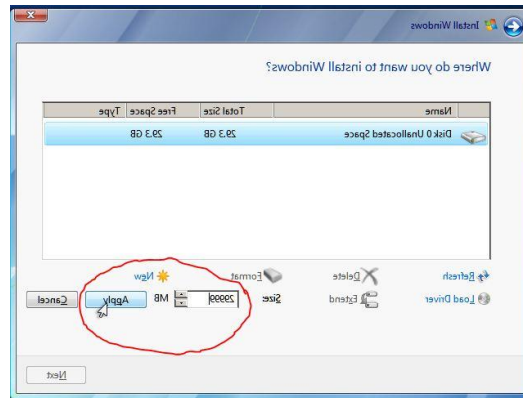 Install Windows
Where do you want to install Windows?
Name Total Size Free Space Type
Disk 0 Unallocated Space 29.3 GB 29.3 GB
Refresh Delete Format New
Load Driver Extend Size: 29999 MB Apply Cancel
Next